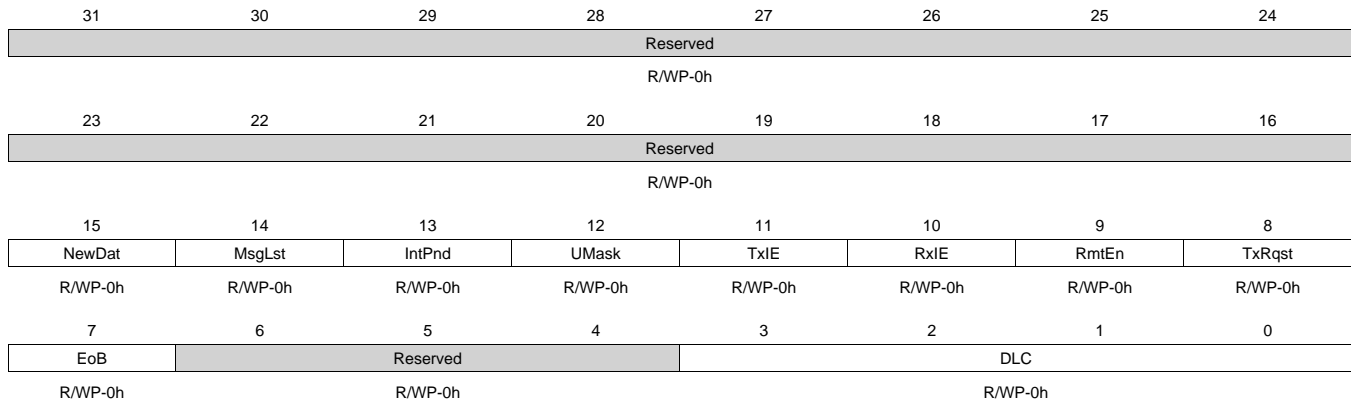 31 30 29 28 27 26 25 24
Reserved
R/WP-0h
23 22 21 20 19 18 17 16
Reserved
R/WP-0h
15 14 13 12 11 10 9 8
NewDat MsgLst IntPnd UMask TxIE RxIE RmtEn TxRqst
R/WP-0h R/WP-0h R/WP-0h R/WP-0h R/WP-0h R/WP-0h R/WP-0h R/WP-0h
7 6 5 4 3 2 1 0
EoB Reserved DLC
R/WP-0h R/WP-0h R/WP-0h